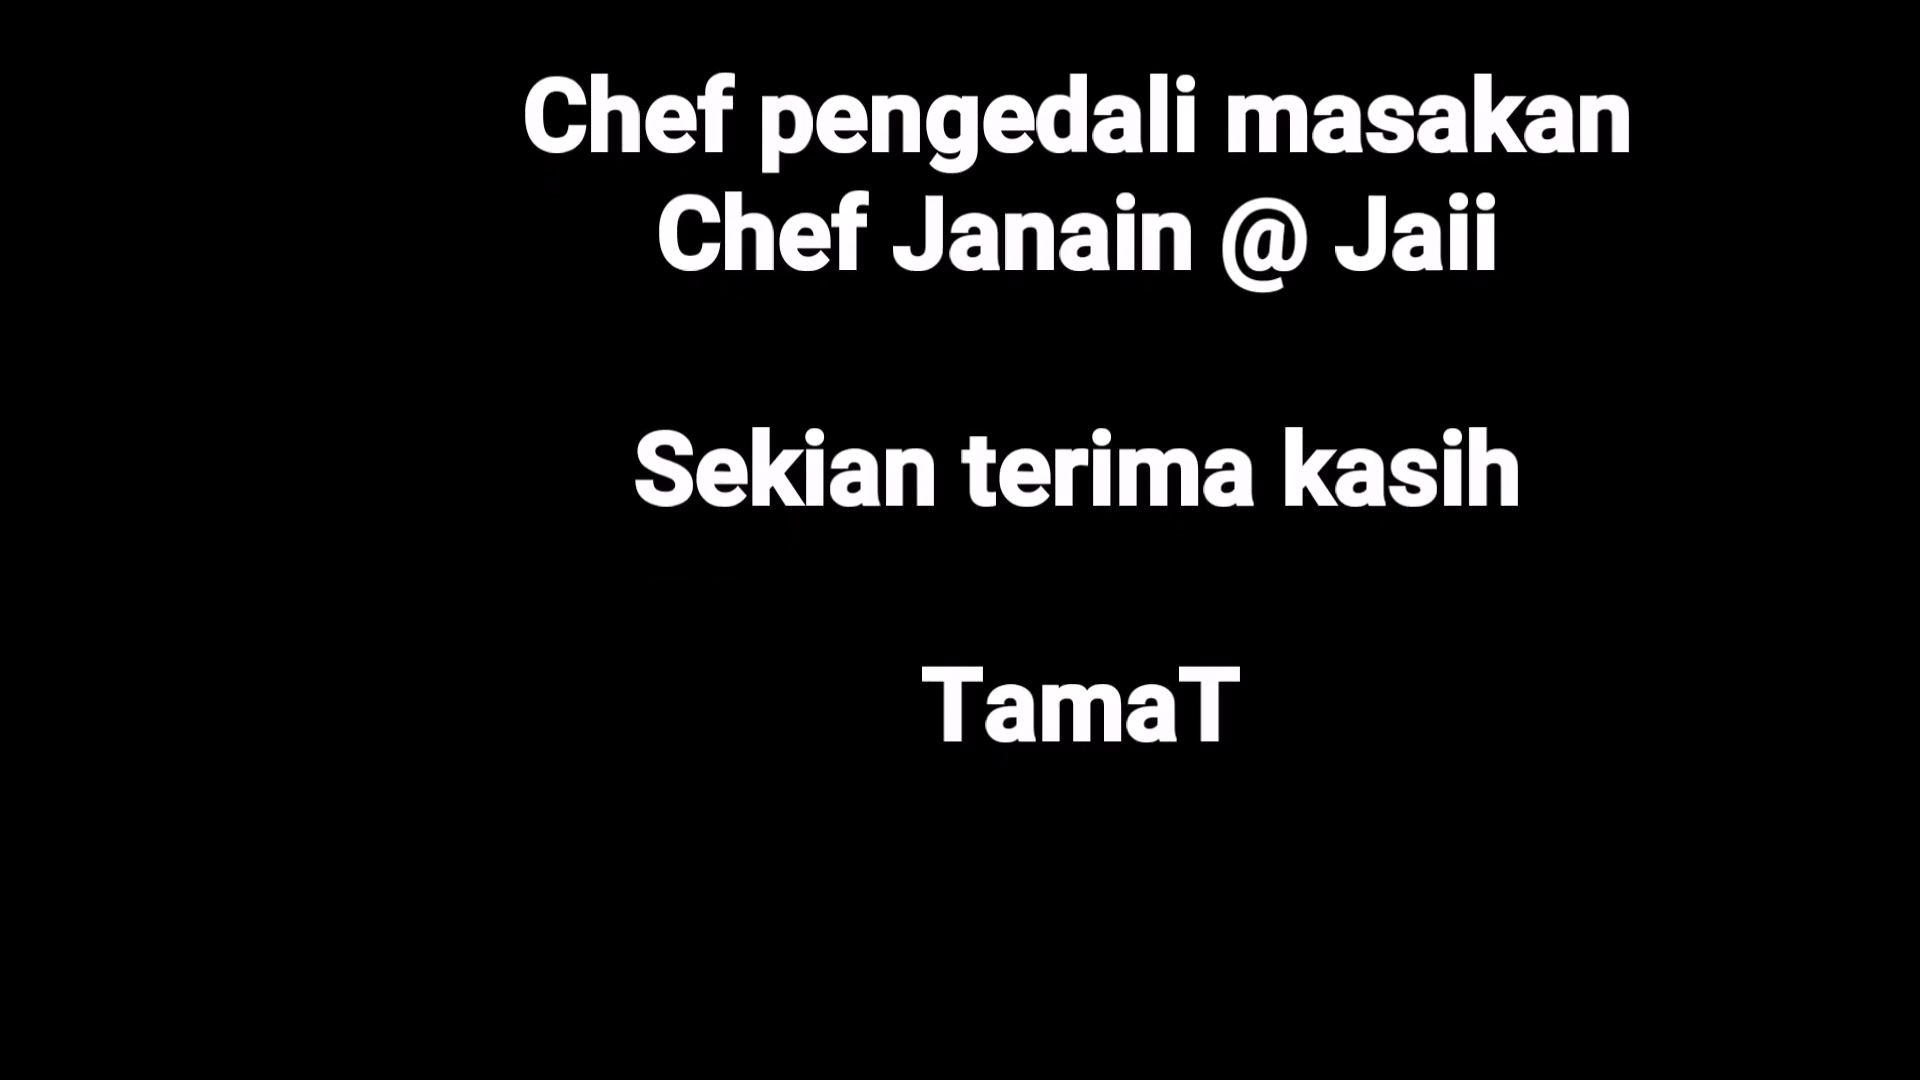 Chef pengedali masakan
Chef Janain @ Jaii
Sekian terima kasih
TamaT